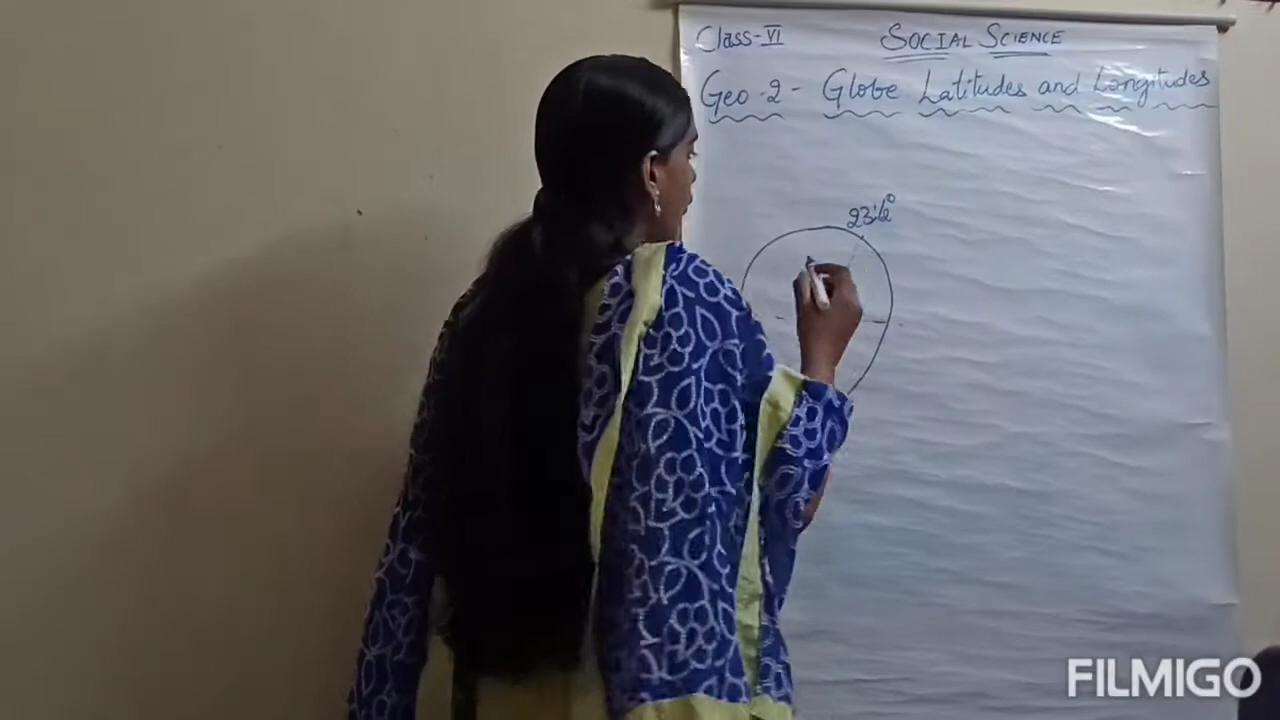 Class-VI
SOCIAL SCIENCE
Geo-2- Globe Latitudes and Longitudes
23½°
FILMIGO